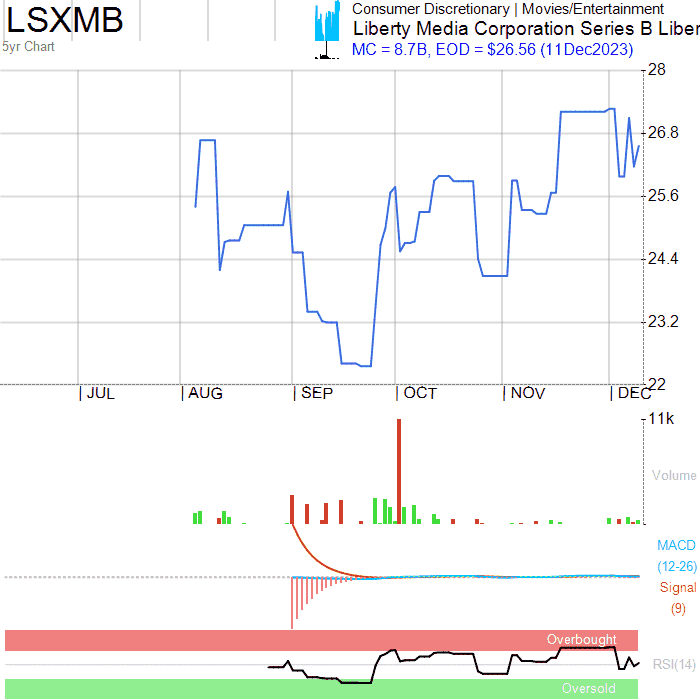 LSXMB
5yr Chart
Consumer Discretionary | Movies/Entertainment
Liberty Media Corporation Series B Liber
MC = 8.7B, EOD = $26.56 (11Dec2023)
28
26.8
25.6
24.4
23.2
22
| JUL | AUG | SEP | OCT | NOV | DEC
11k
Volume
MACD
(12-26)
Signal
(9)
Overbought
RSI(14)
Oversold